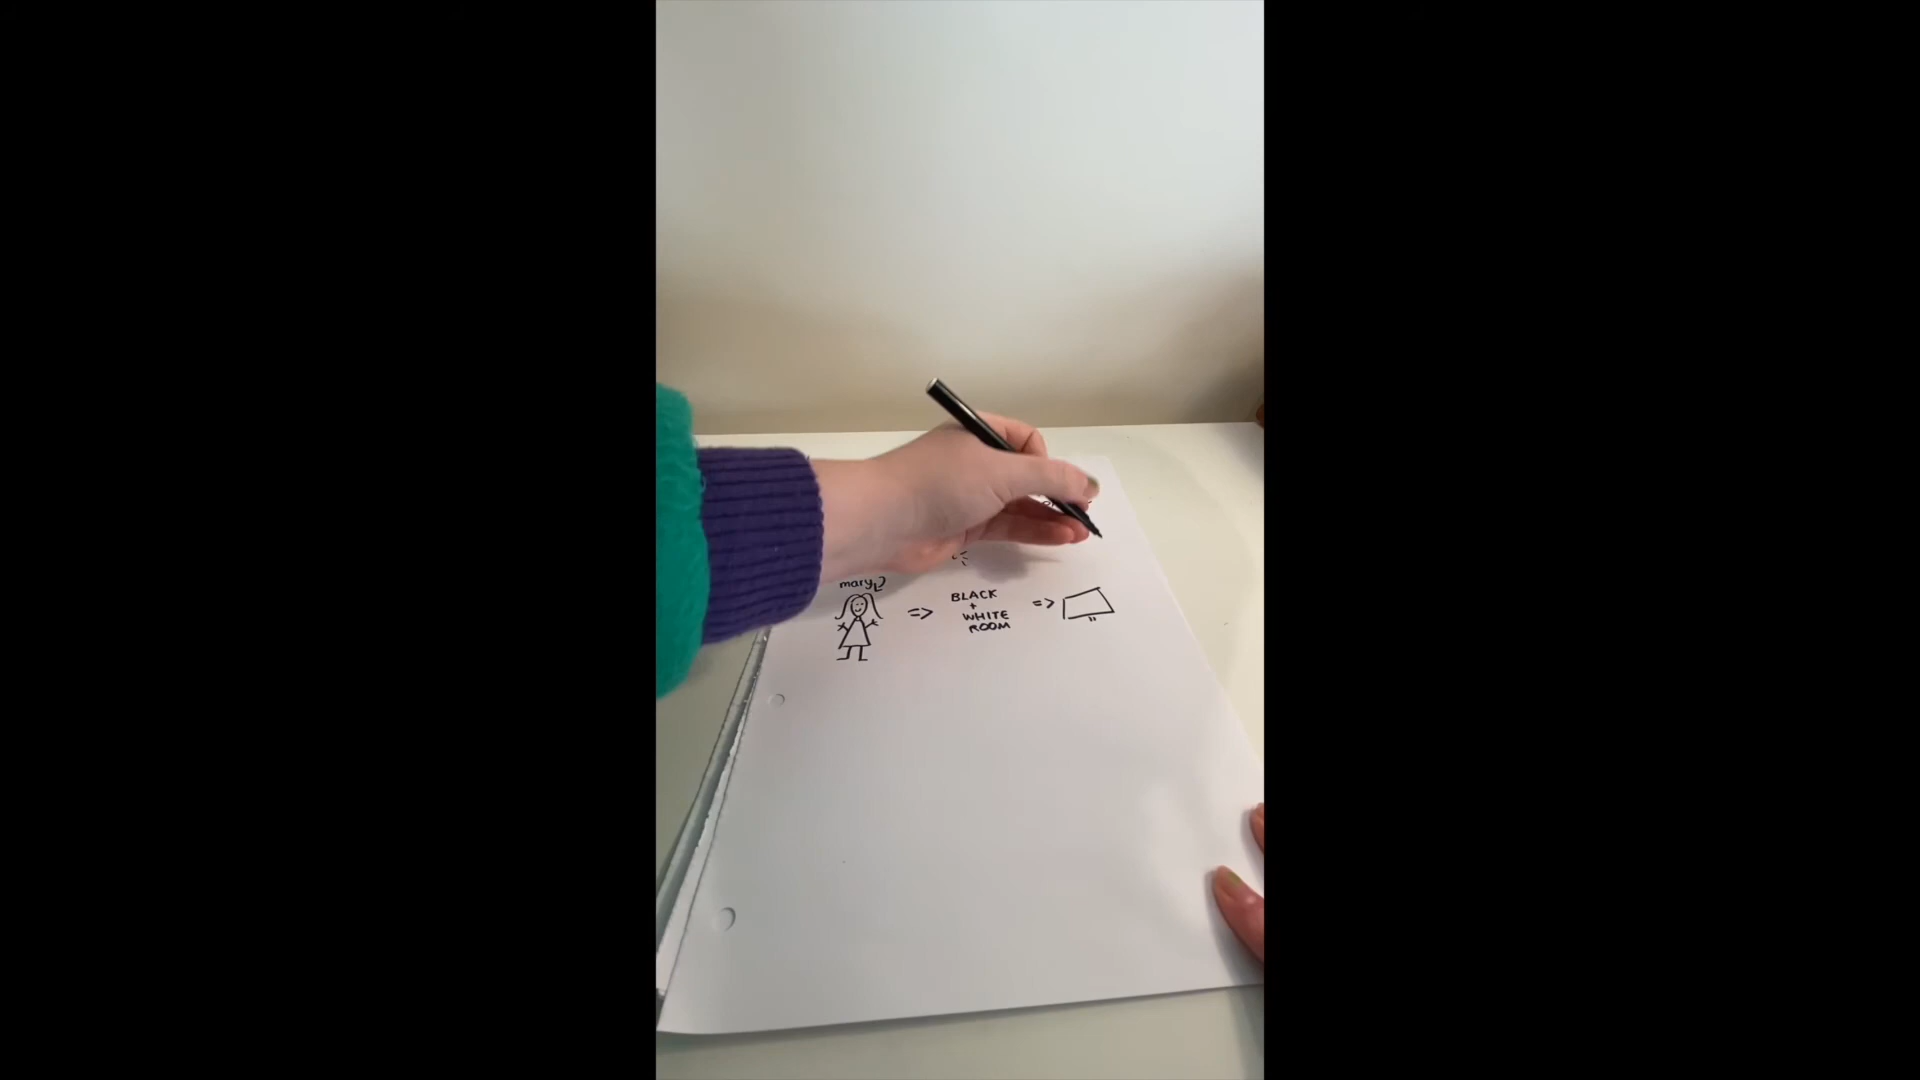 mary
=>
BLACK
+
WHITE
ROOM
=>